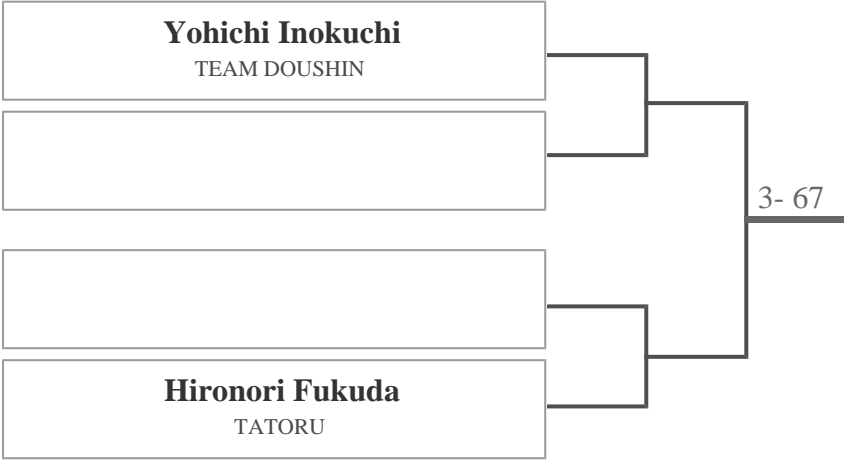 Yohichi Inokuchi
TEAM DOUSHIN
3- 67
Hironori Fukuda
TATORU